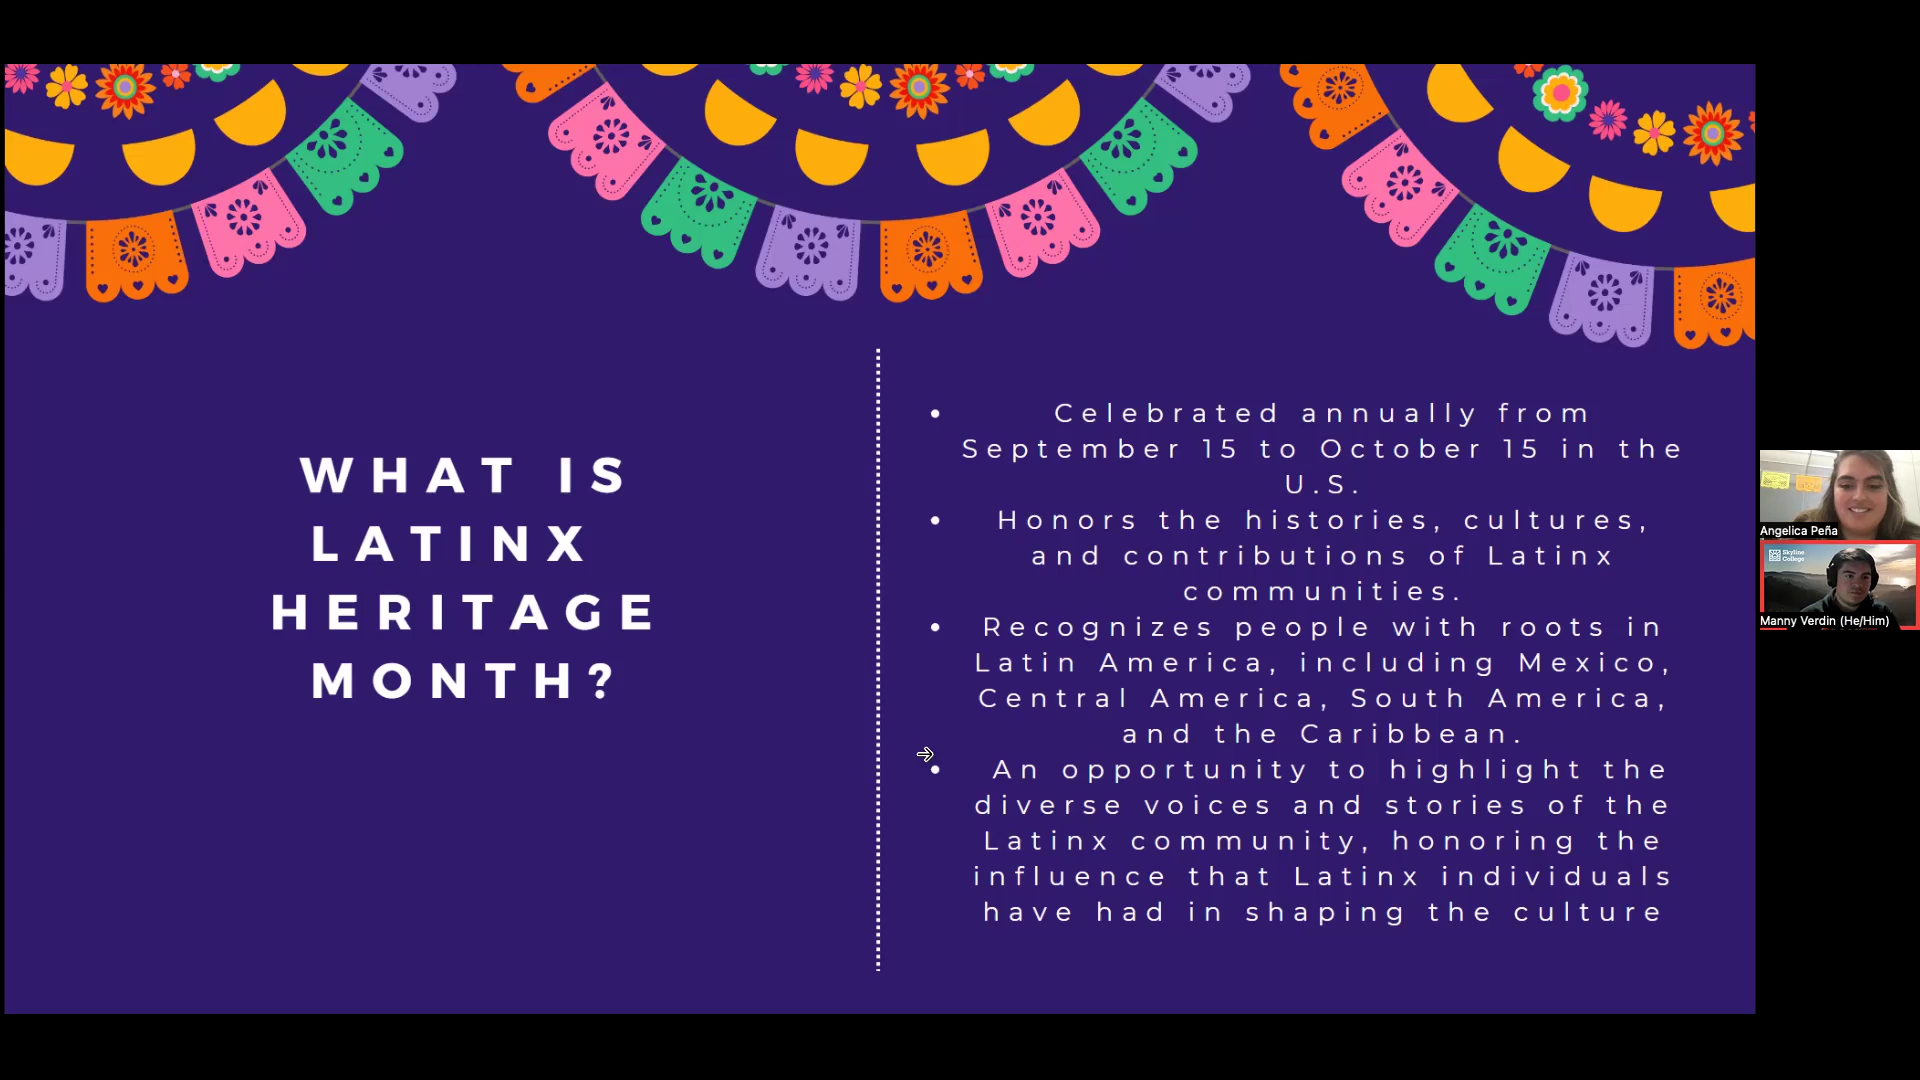 WHAT IS
LATINX
HERITAGE
MONTH?
• Celebrated annually from
September 15 to October 15 in the
U.S.
• Honors the histories, cultures,
and contributions of Latinx
communities.
• Recognizes people with roots in
Latin America, including Mexico,
Central America, South America,
and the Caribbean.
• An opportunity to highlight the
diverse voices and stories of the
Latinx community, honoring the
influence that Latinx individuals
have had in shaping the culture
Angelica Peña
Skyline
College
Manny Verdin (He/Him)